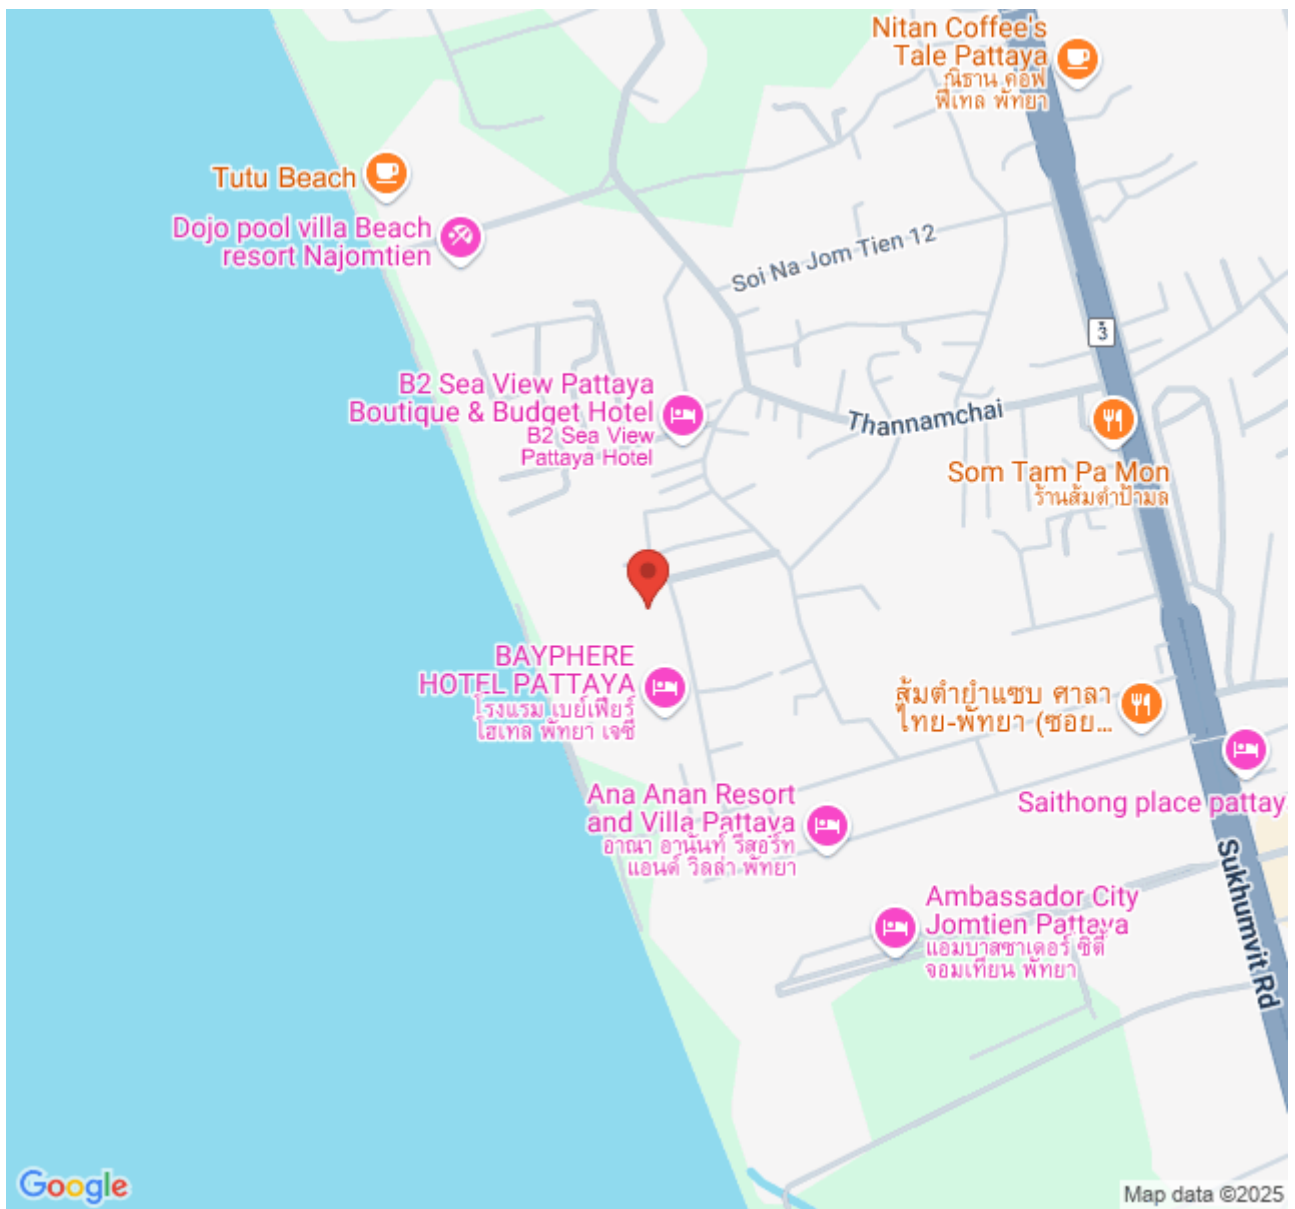 Nitan Coffee's
Tale Pattaya
ณิธาน คอฟ
ฟี่เทล พัทยา
Tutu Beach
Dojo pool villa Beach
resort Najomtien
Soi Na Jom Tien 12
3
B2 Sea View Pattaya
Boutique & Budget Hotel
B2 Sea View
Pattaya Hotel
Thannamchai
Som Tam Pa Mon
ร้านส้มตำป้ามล
BAYPHERE
HOTEL PATTAYA
โรงแรม เบย์เฟียร์
โฮเทล พัทยา เจซี
ส้มตำยำแซบ ศาลา
ไทย-พัทยา (ซอย...
Saithong place pattay
Ana Anan Resort
and Villa Pattaya
อาณา อานันท์ รีสอร์ท
แอนด์ วิลล่า พัทยา
Sukhumvit Rd
Ambassador City
Jomtien Pattaya
แอมบาสซาเดอร์ ซิตี้
จอมเทียน พัทยา
Google
Map data ©2025